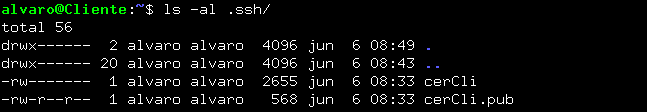 alvaro@Cliente:~$ ls -al .ssh/
total 56
drwx------  2 alvaro alvaro 4096 jun  6 08:49 .
drwx------ 20 alvaro alvaro 4096 jun  6 08:43 ..
-rw-------  1 alvaro alvaro 2655 jun  6 08:33 cerCli
-rw-r--r--  1 alvaro alvaro  568 jun  6 08:33 cerCli.pub